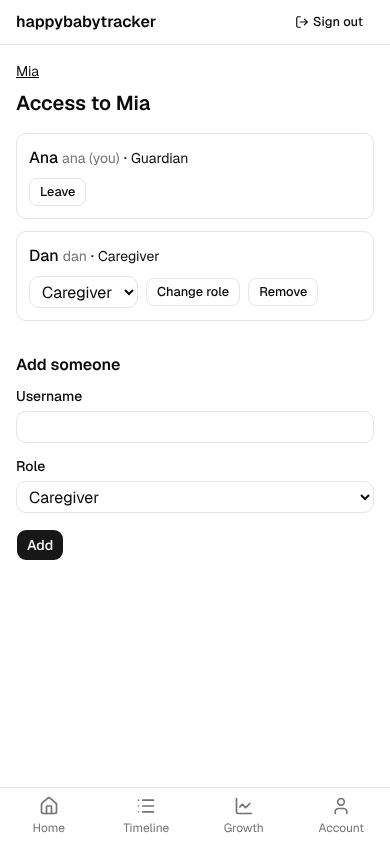 happybabytracker
Sign out
Mia
Access to Mia
Ana ana (you) · Guardian
Leave
Dan dan · Caregiver
Caregiver Change role Remove
Add someone
Username
Role
Caregiver
Add
Home Timeline Growth Account